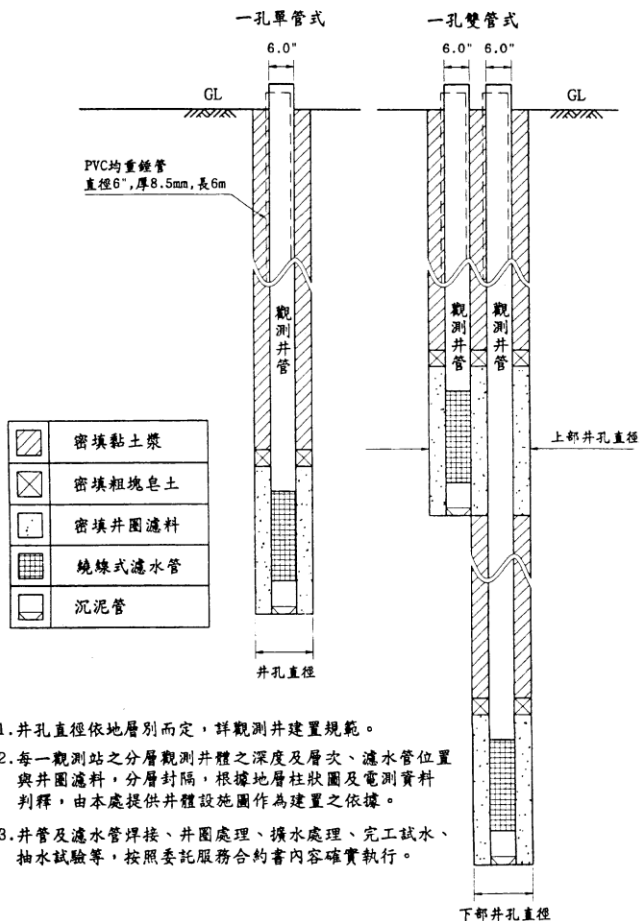 一孔單管式
一孔雙管式
6.0"
6.0" 6.0"
GL
GL
PVC均重錘管
直徑6",厚8.5mm,長6m
觀測井管
觀測井管
觀測井管
上部井孔直徑
密填黏土漿
密填粗塊皂土
密填井圈濾料
繞線式濾水管
沉泥管
井孔直徑
1.井孔直徑依地層別而定,詳觀測井建置規範。
2.每一觀測站之分層觀測井體之深度及層次、濾水管位置
與井圈濾料,分層封隔,根據地層柱狀圖及電測資料
判釋,由本處提供井體設施圖作為建置之依據。
3.井管及濾水管焊接、井圈處理、擴水處理、完工試水、
抽水試驗等,按照委託服務合約書內容確實執行。
下部井孔直徑